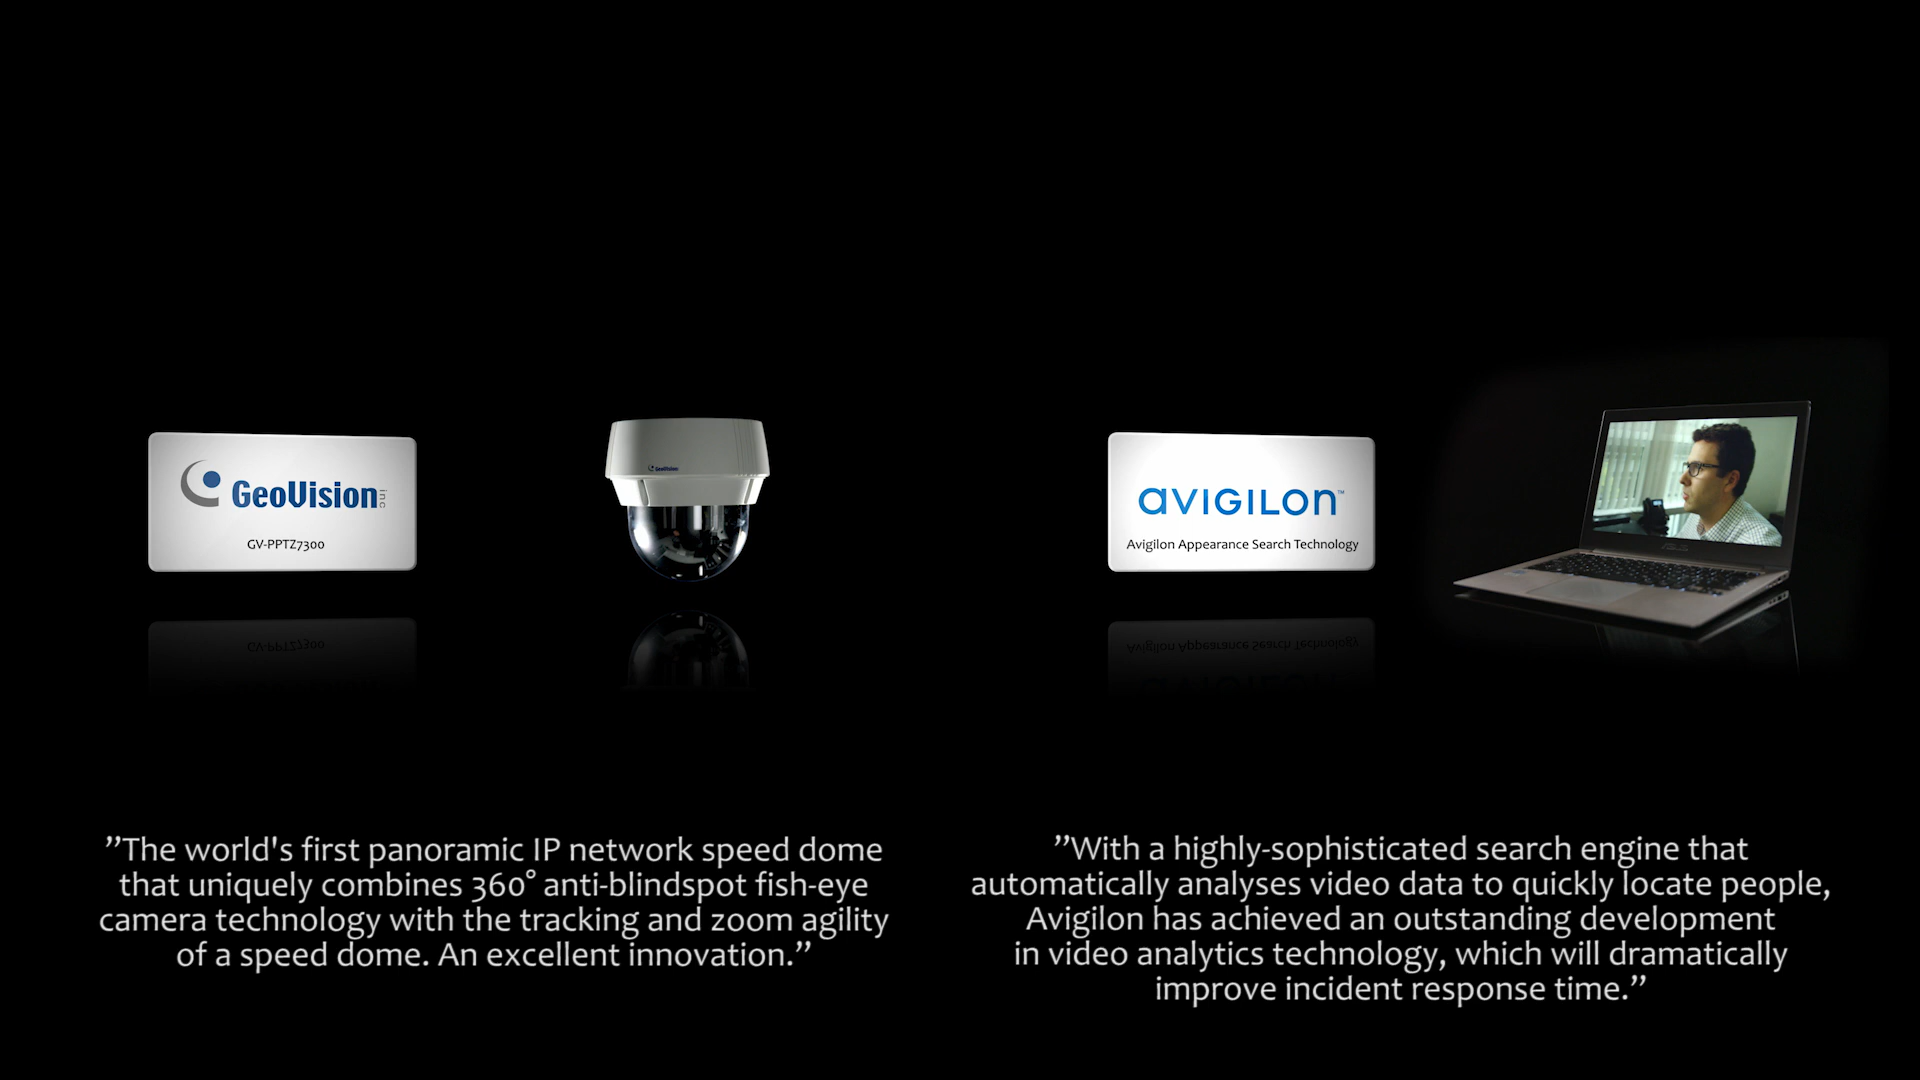 GeoVision inc
GV-PPTZ7300
GeoVision
AVIGILON™
Avigilon Appearance Search Technology
”The world's first panoramic IP network speed dome
that uniquely combines 360° anti-blindspot fish-eye
camera technology with the tracking and zoom agility
of a speed dome. An excellent innovation.”
”With a highly-sophisticated search engine that
automatically analyses video data to quickly locate people,
Avigilon has achieved an outstanding development
in video analytics technology, which will dramatically
improve incident response time.”